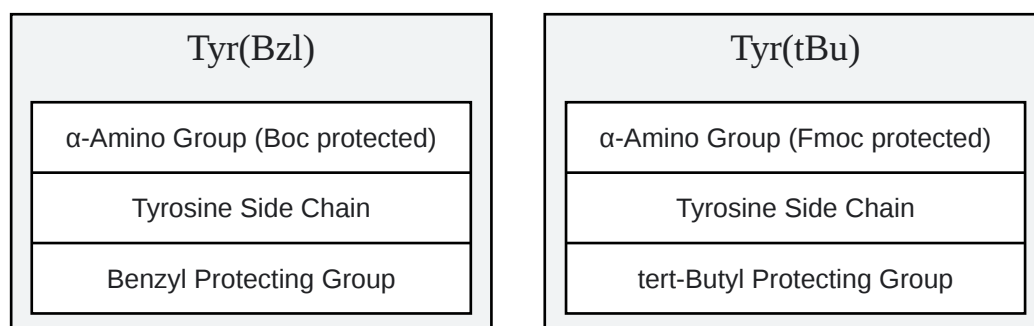 Tyr(Bzl)
α-Amino Group (Boc protected)
Tyrosine Side Chain
Benzyl Protecting Group
Tyr(tBu)
α-Amino Group (Fmoc protected)
Tyrosine Side Chain
tert-Butyl Protecting Group